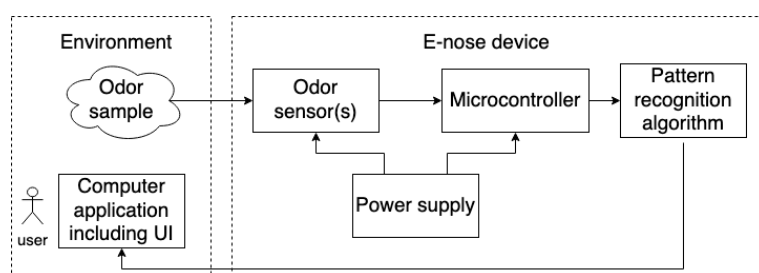 Environment
E-nose device
Odor
sample
Odor
sensor(s)
Microcontroller
Pattern
recognition
algorithm
Power supply
Computer
application
including UI
user